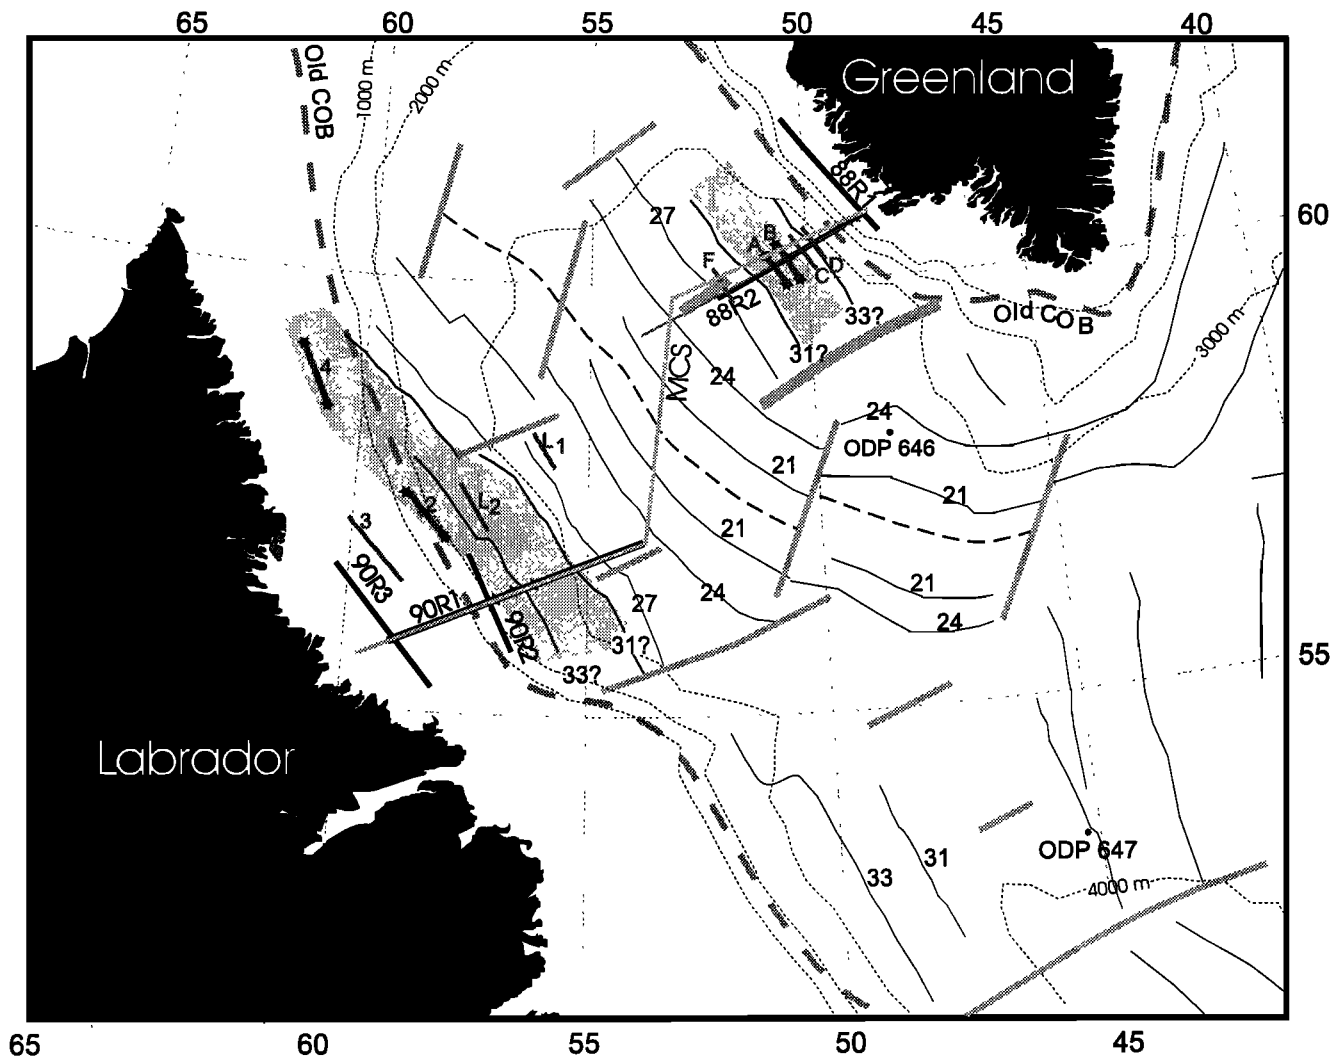 65 60 55 50 45 40
Greenland
Old COB
1000 m
2000 m
88R1
60
27
B
A
F
C
D
88R2
33?
Old COB
3000 m
31?
MCS
24
4
24
ODP 646
L1
21
21
2
L2
21
3
90R3
21
27
24
90R1
24
90R2
31?
55
33?
Labrador
ODP 647
31
33
4000 m
65 60 55 50 45